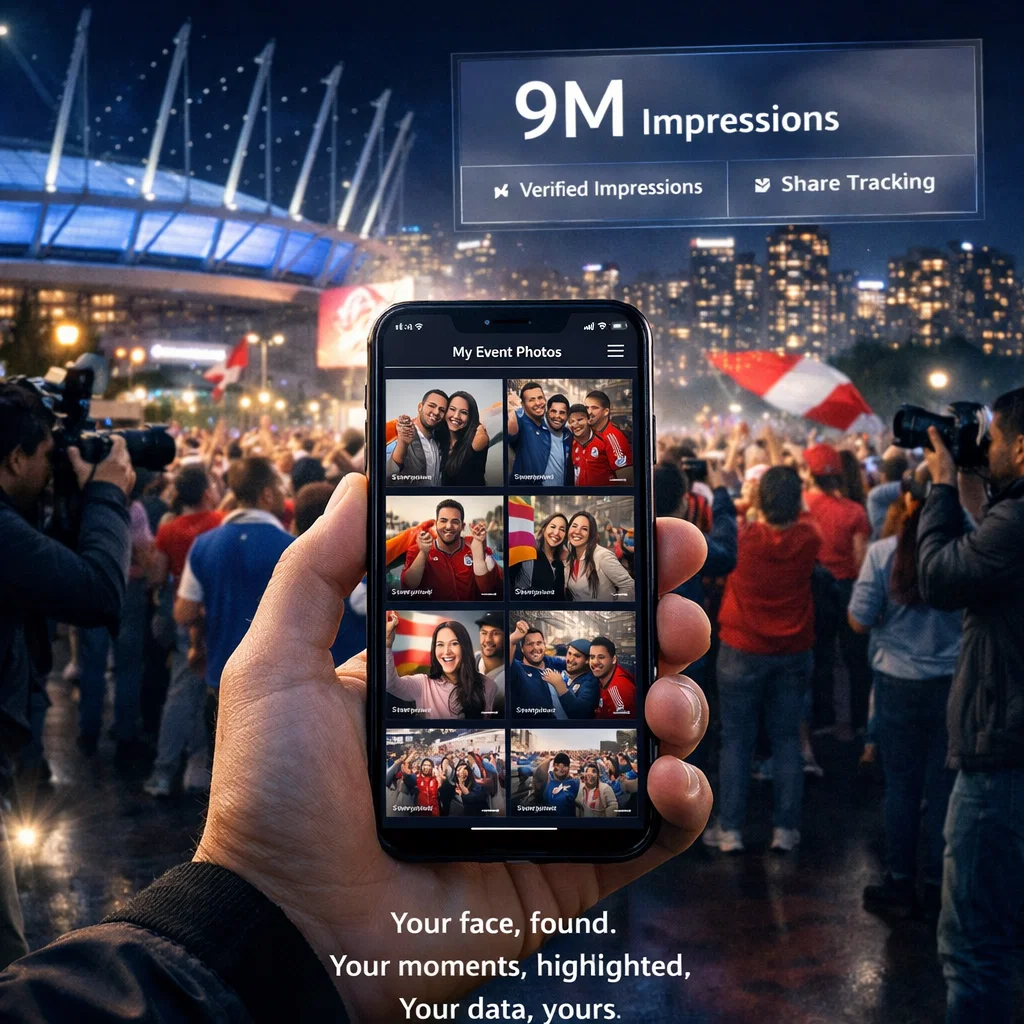 9M Impressions
Verified Impressions
Share Tracking
My Event Photos
Your face, found.
Your moments, highlighted,
Your data, yours.